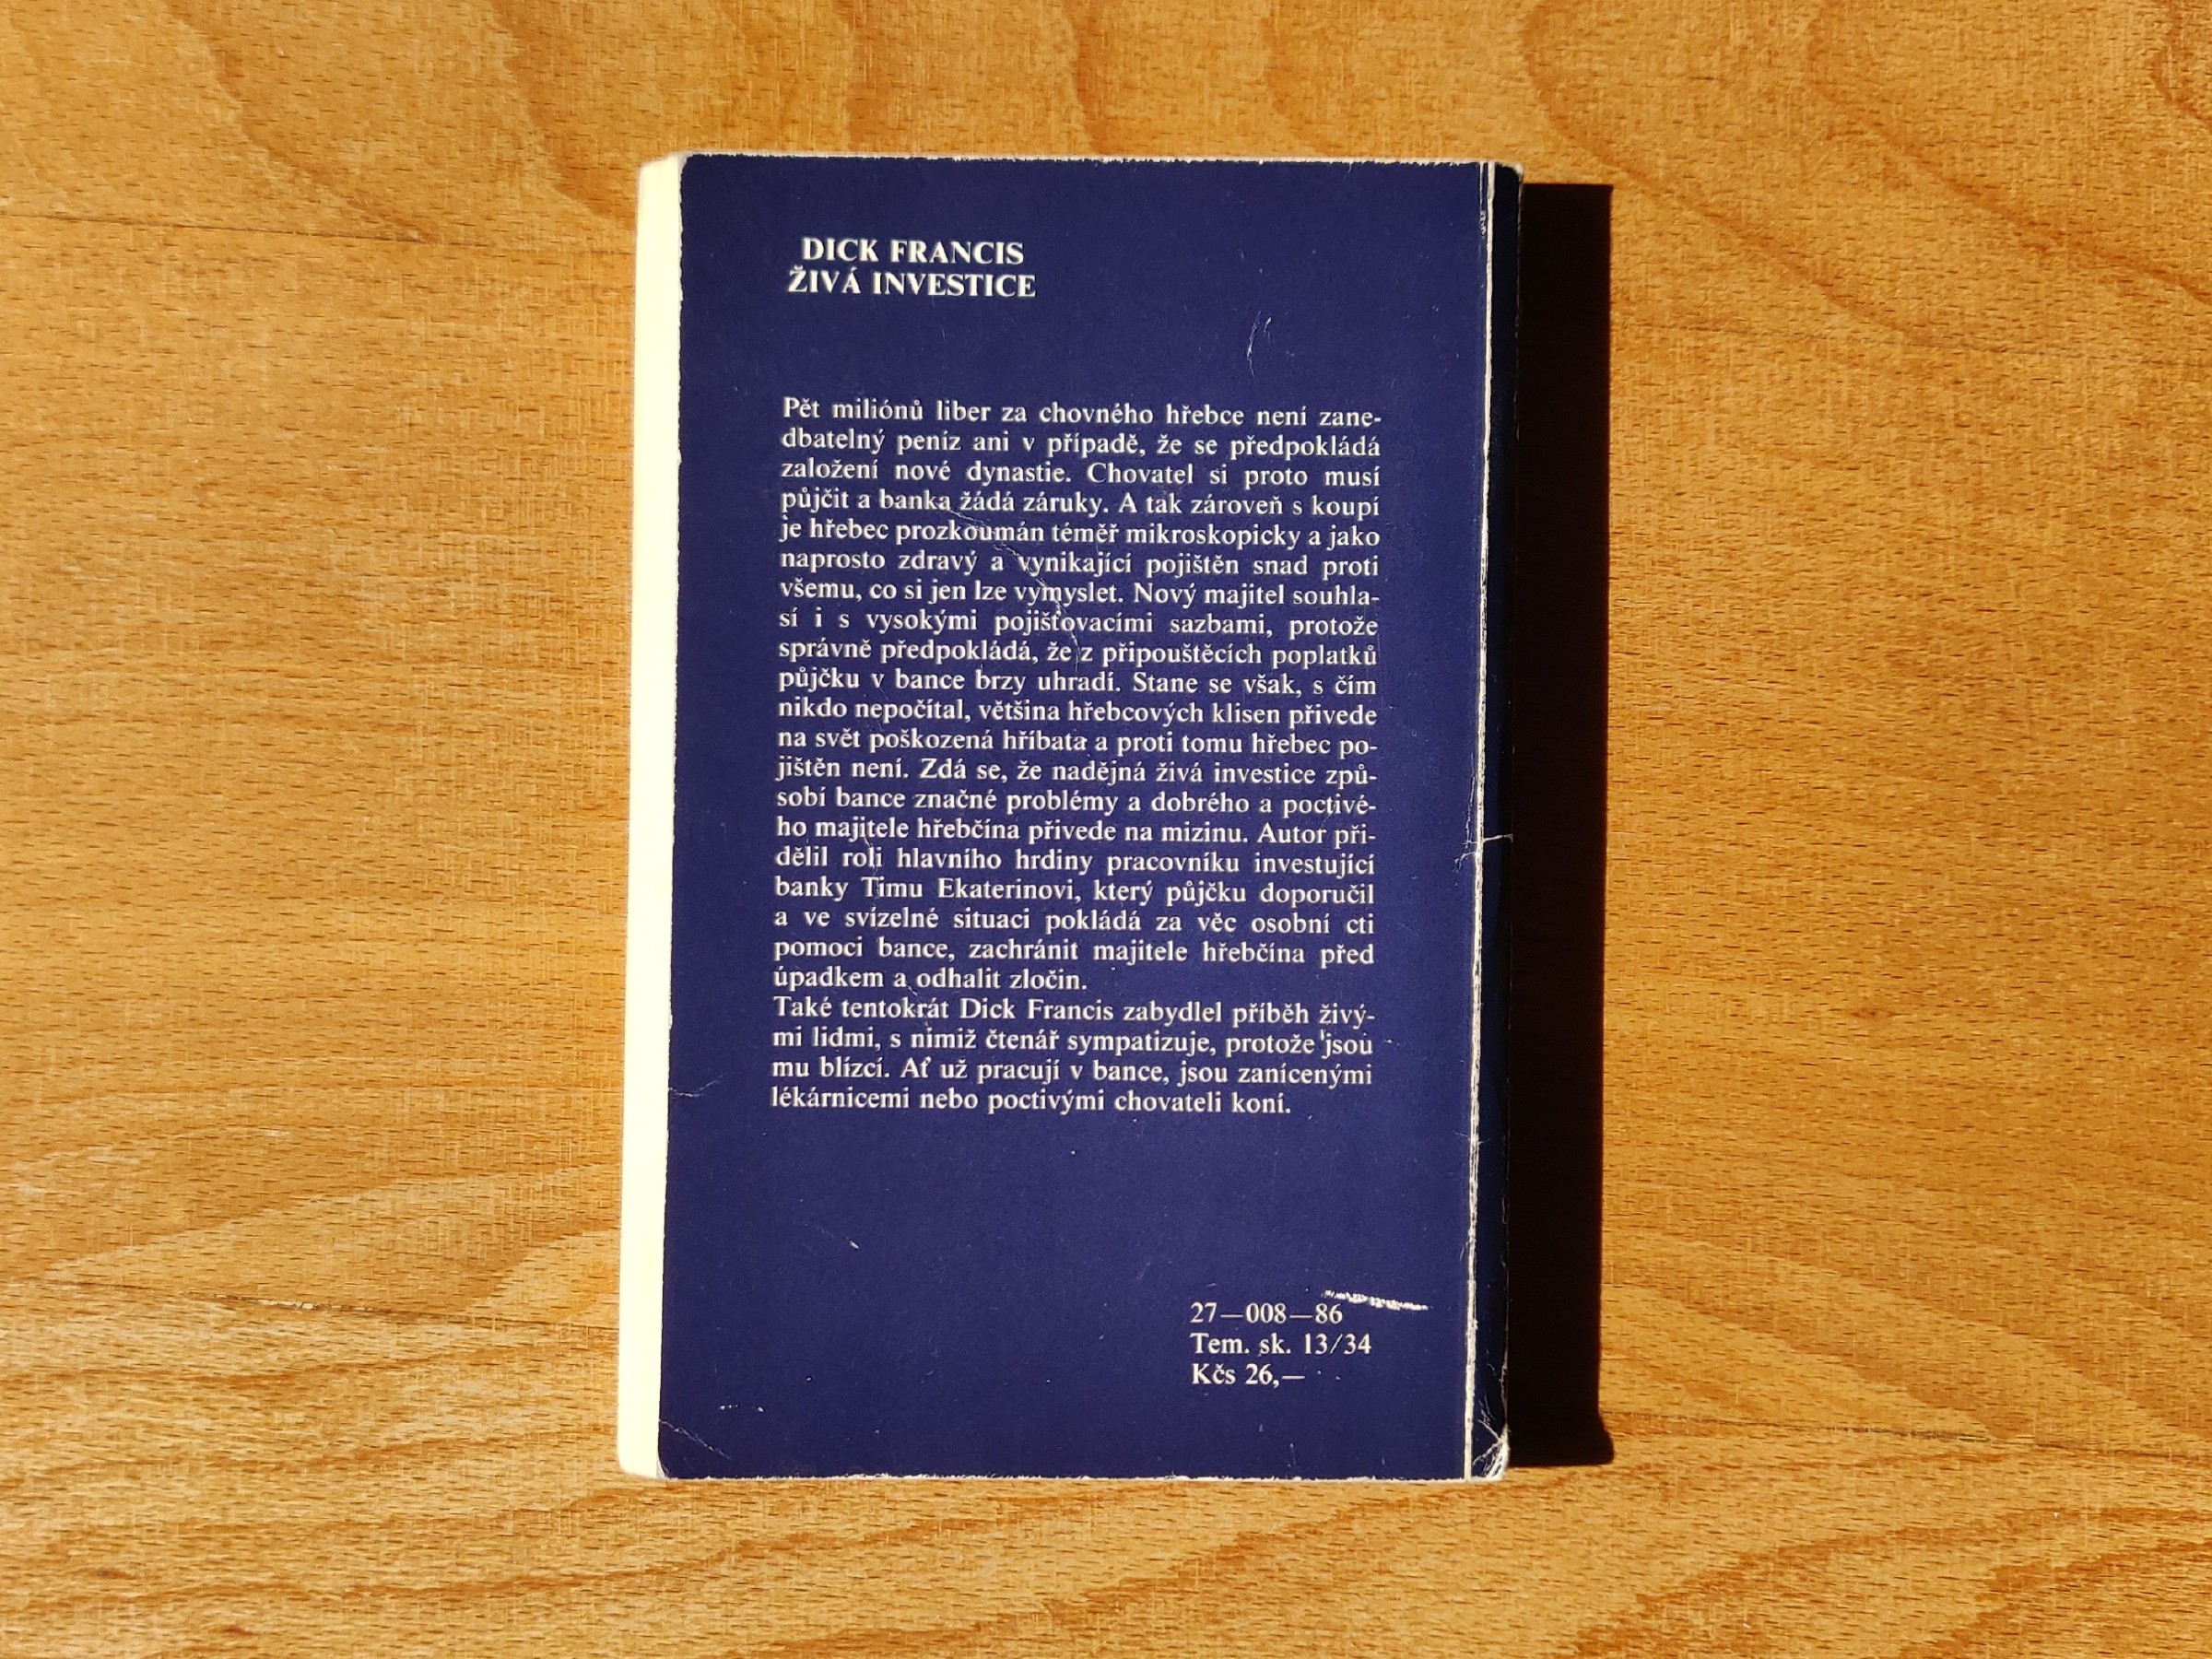 DICK FRANCIS
ŽIVÁ INVESTICE
Pět miliónů liber za chovného hřebce není zane-
dbatelný peníz ani v případě, že se předpokládá
založení nové dynastie. Chovatel si proto musí
půjčit a banka žádá záruky. A tak zároveň s koupí
je hřebec prozkoumán téměř mikroskopicky a jako
naprosto zdravý a vynikající pojištěn snad proti
všemu, co si jen lze vymyslet. Nový majitel souhla-
sí i s vysokými pojišťovacími sazbami, protože
správně předpokládá, že z připouštěcích poplatků
půjčku v bance brzy uhradí. Stane se však, s čím
nikdo nepočítal, většina hřebcových klisen přivede
na svět poškozená hříbata a proti tomu hřebec po-
jištěn není. Zdá se, že nadějná živá investice způ-
sobí bance značné problémy a dobrého a poctivé-
ho majitele hřebčína přivede na mizinu. Autor při-
dělil roli hlavního hrdiny pracovníku investující
banky Timu Ekaterinovi, který půjčku doporučil
a ve svízelné situaci pokládá za věc osobní cti
pomoci bance, zachránit majitele hřebčína před
úpadkem a odhalit zločin.
Také tentokrát Dick Francis zabydlel příběh živý-
mi lidmi, s nimiž čtenář sympatizuje, protože jsou
mu blízcí. Ať už pracují v bance, jsou zanícenými
lékárnicemi nebo poctivými chovateli koní.
27—008—86
Tem. sk. 13/34
Kčs 26,—